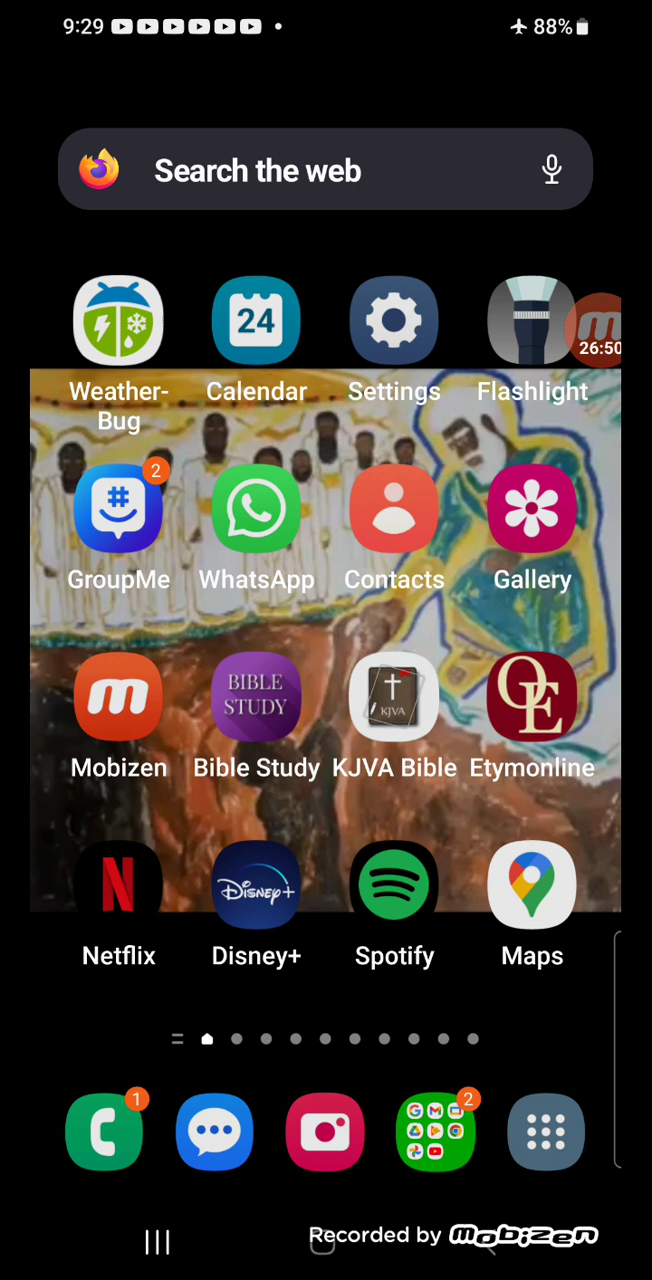 9:29
88%
Search the web
24
26:50
Weather-
Bug
Calendar
Settings
Flashlight
2
GroupMe
WhatsApp
Contacts
Gallery
BIBLE
STUDY
KJVA
OE
Mobizen
Bible Study
KJVA Bible
Etymonline
N
Disney+
Netflix
Disney+
Spotify
Maps
1
2
Recorded by mobizen